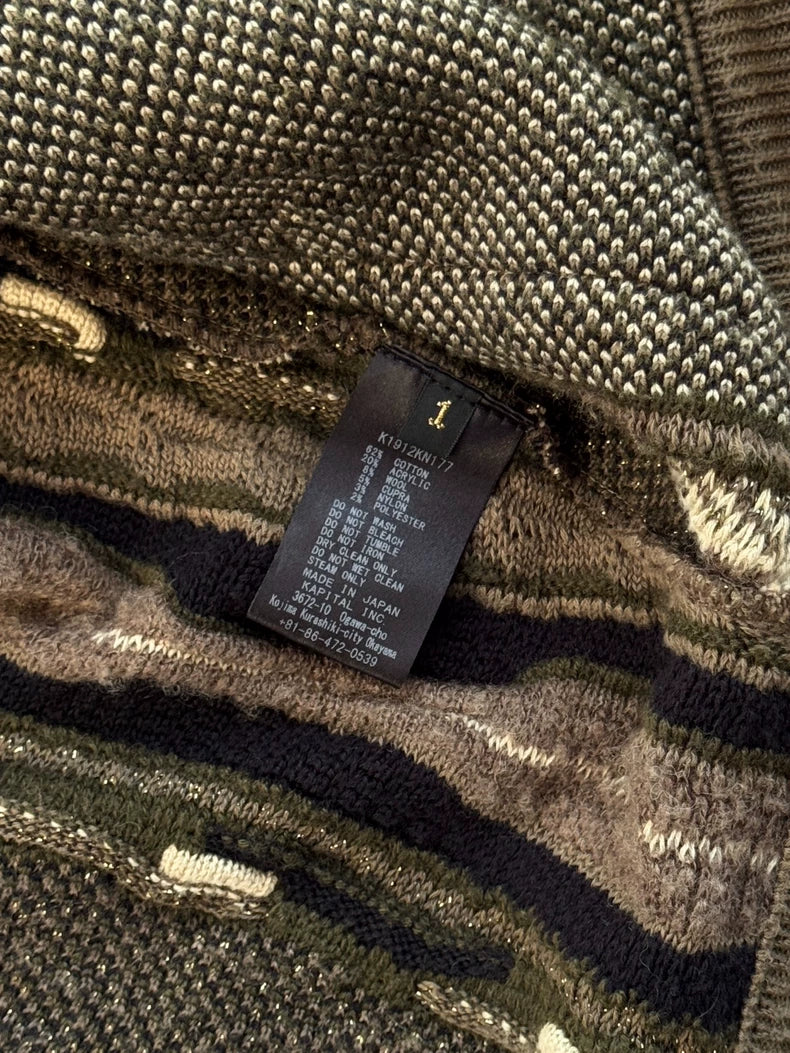 1
K1912KN177
62% COTTON
20% ACRYLIC
8% WOOL
5% CUPRA
3% NYLON
2% POLYESTER
DO NOT WASH
DO NOT BLEACH
DO NOT TUMBLE
DO NOT IRON
DRY CLEAN ONLY
DO NOT WET CLEAN
STEAM ONLY
MADE IN JAPAN
KAPITAL INC.
3672-10 Ogawa-cho
Kojima Kurashiki-city Okayama
+81-86-472-0539